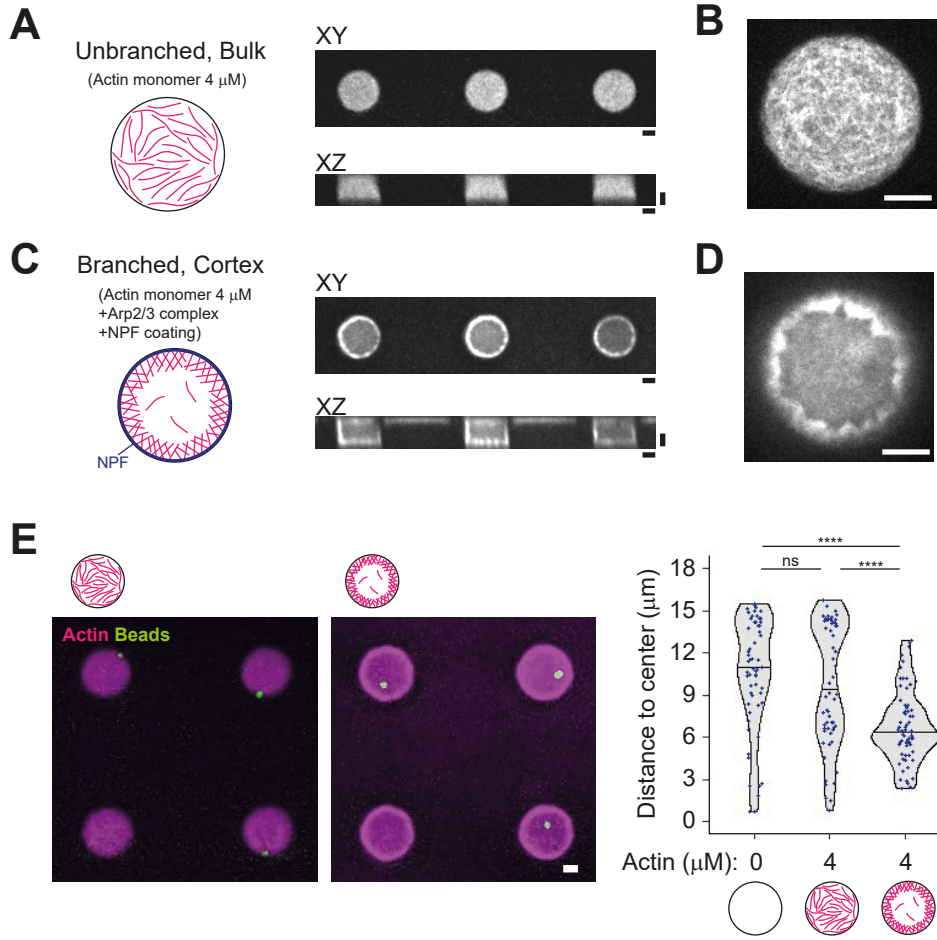 A
Unbranched, Bulk
(Actin monomer 4 μM)
XY
XZ
B
C
Branched, Cortex
(Actin monomer 4 μM
+Arp2/3 complex
+NPF coating)
NPF
XY
XZ
D
E
Actin Beads
Distance to center (μm)
18
15
12
9
6
3
0
****
ns
****
Actin (μM): 0 4 4